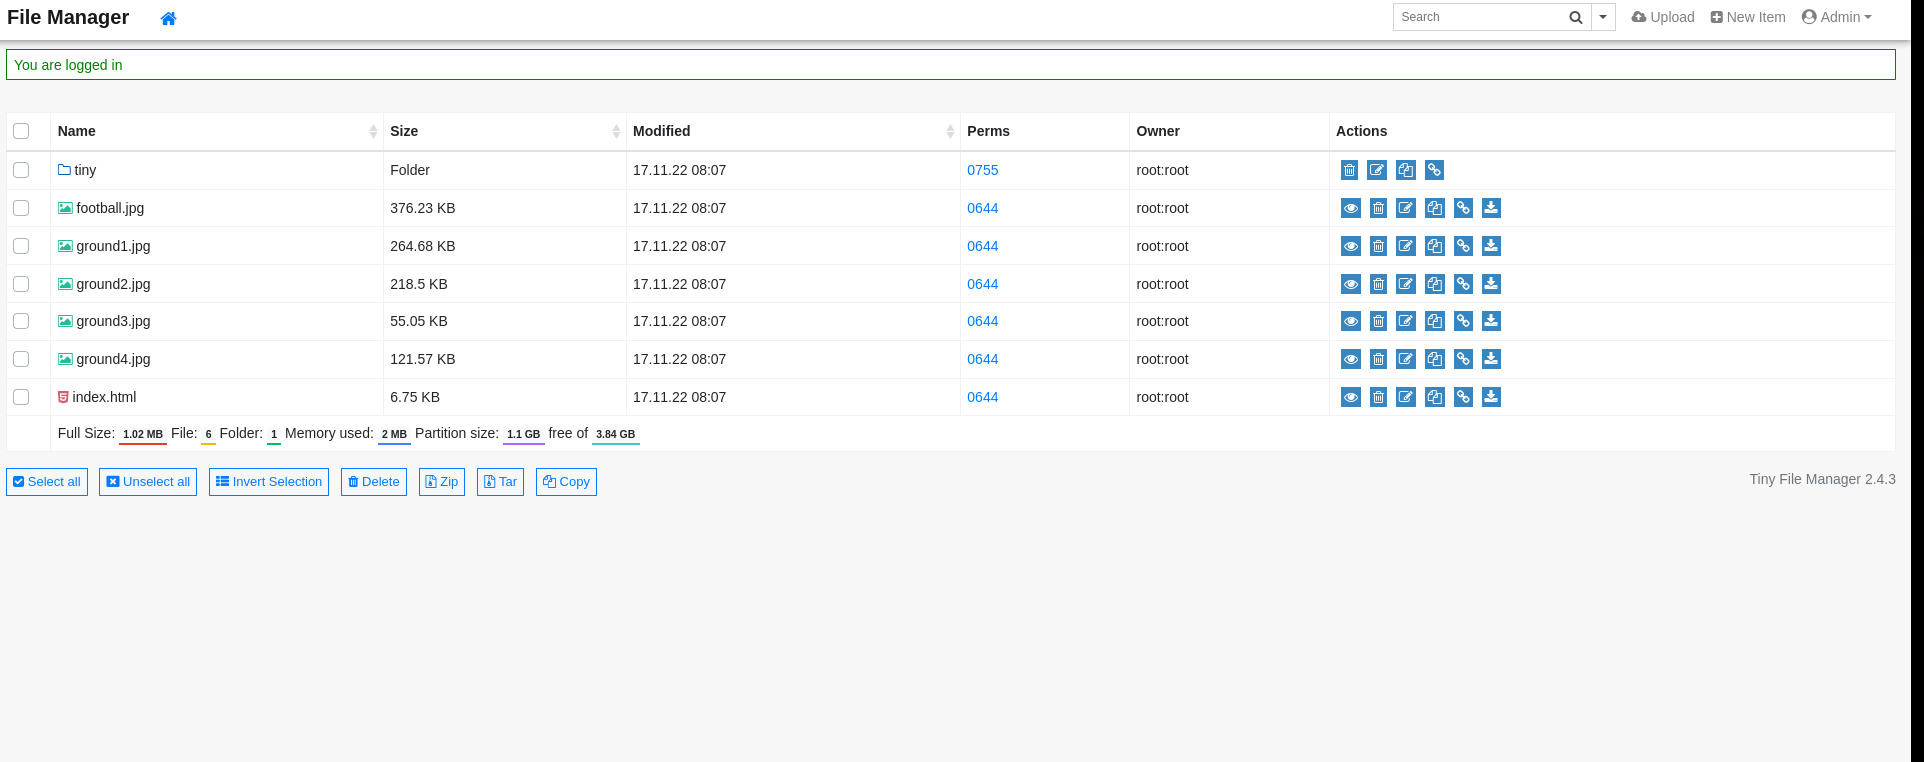 File Manager Search Upload New Item Admin
You are logged in
Name Size Modified Perms Owner Actions
tiny Folder 17.11.22 08:07 0755 root:root
football.jpg 376.23 KB 17.11.22 08:07 0644 root:root
ground1.jpg 264.68 KB 17.11.22 08:07 0644 root:root
ground2.jpg 218.5 KB 17.11.22 08:07 0644 root:root
ground3.jpg 55.05 KB 17.11.22 08:07 0644 root:root
ground4.jpg 121.57 KB 17.11.22 08:07 0644 root:root
index.html 6.75 KB 17.11.22 08:07 0644 root:root
Full Size: 1.02 MB File: 6 Folder: 1 Memory used: 2 MB Partition size: 1.1 GB free of 3.84 GB
Select all Unselect all Invert Selection Delete Zip Tar Copy Tiny File Manager 2.4.3